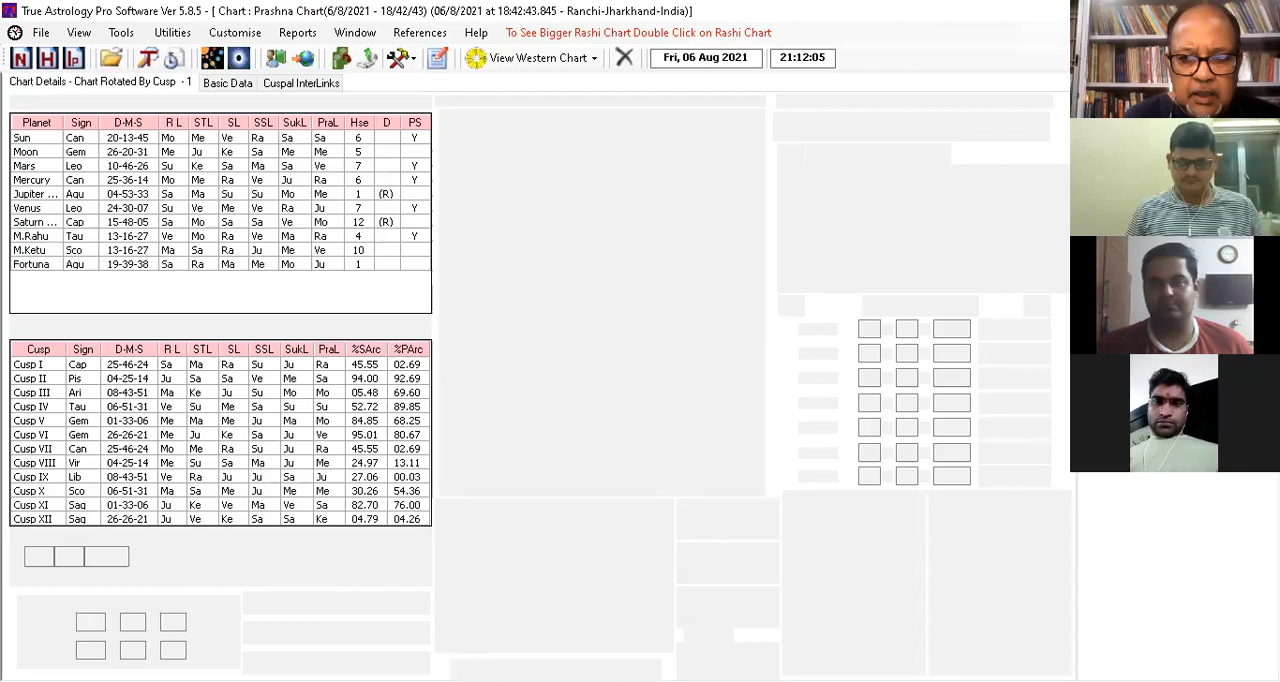 True Astrology Pro Software Ver 5.8.5 - [ Chart : Prashna Chart(6/8/2021 - 18/42/43) (06/8/2021 at 18:42:43.845 - Ranchi-Jharkhand-India)]
File View Tools Utilities Customise Reports Window References Help To See Bigger Rashi Chart Double Click on Rashi Chart
N H View Western Chart Fri, 06 Aug 2021 21:12:05
Chart Details - Chart Rotated By Cusp - 1 Basic Data Cuspal InterLinks
Planet Sign D-M-S R L STL SL SSL SukL PraL Hse D PS
Sun Can 20-13-45 Mo Me Ve Ra Sa Sa 6 Y
Moon Gem 26-20-31 Me Ju Ke Sa Me Me 5
Mars Leo 10-46-26 Su Ke Sa Ma Sa Ve 7 Y
Mercury Can 25-36-14 Mo Me Ra Ve Ju Ra 6 Y
Jupiter ... Aqu 04-53-33 Sa Ma Su Su Mo Me 1 (R)
Venus Leo 24-30-07 Su Ve Me Ve Ra Ju 7 Y
Saturn ... Cap 15-48-05 Sa Mo Sa Sa Ve Mo 12 (R)
M.Rahu Tau 13-16-27 Ve Mo Ra Ve Ma Ra 4 Y
M.Ketu Sco 13-16-27 Ma Sa Ra Ju Me Ve 10
Fortuna Aqu 19-39-38 Sa Ra Ma Me Mo Ju 1
Cusp Sign D-M-S R L STL SL SSL SukL PraL %SArc %PArc
Cusp I Cap 25-46-24 Sa Ma Ra Su Ju Ra 45.55 02.69
Cusp II Pis 04-25-14 Ju Sa Sa Ve Me Sa 94.00 92.69
Cusp III Ari 08-43-51 Ma Ke Ju Su Mo Mo 05.48 69.60
Cusp IV Tau 06-51-31 Ve Su Me Sa Su Su 52.72 89.85
Cusp V Gem 01-33-06 Me Ma Su Ju Ma Mo 84.85 68.25
Cusp VI Gem 26-26-21 Me Ju Ke Sa Ju Ve 95.01 80.67
Cusp VII Can 25-46-24 Mo Me Ra Su Ju Ra 45.55 02.69
Cusp VIII Vir 04-25-14 Me Su Sa Ma Ju Me 24.97 13.11
Cusp IX Lib 08-43-51 Ve Ra Ju Ju Sa Ju 27.06 00.03
Cusp X Sco 06-51-31 Ma Sa Me Ju Me Me 30.26 54.36
Cusp XI Sag 01-33-06 Ju Ke Ve Ma Ve Sa 82.70 76.00
Cusp XII Sag 26-26-21 Ju Ve Ke Sa Sa Ke 04.79 04.26